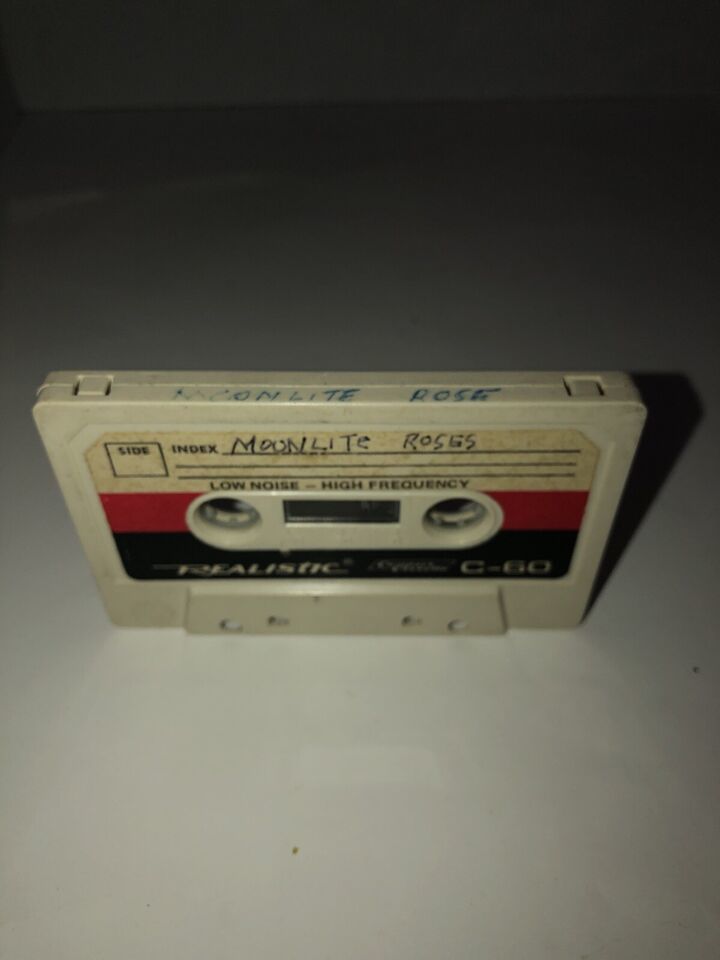 MOONLITE ROSE
SIDE INDEX MOONLITE ROSES
LOW NOISE – HIGH FREQUENCY
REALISTIC® C-60